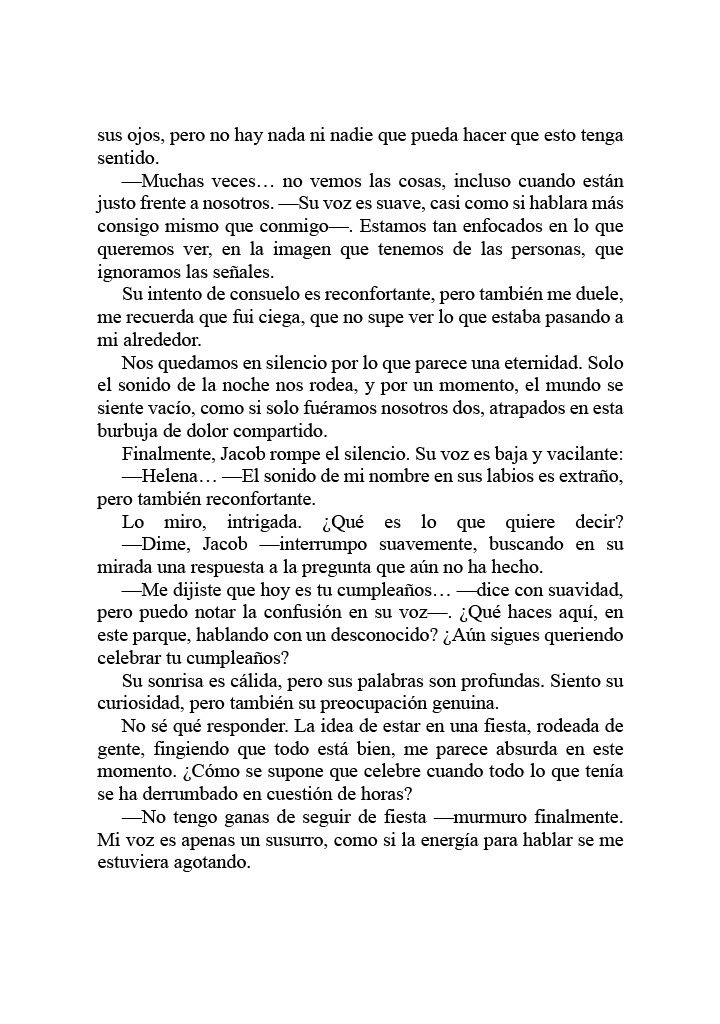 sus ojos, pero no hay nada ni nadie que pueda hacer que esto tenga
sentido.
—Muchas veces… no vemos las cosas, incluso cuando están
justo frente a nosotros. —Su voz es suave, casi como si hablara más
consigo mismo que conmigo—. Estamos tan enfocados en lo que
queremos ver, en la imagen que tenemos de las personas, que
ignoramos las señales.
Su intento de consuelo es reconfortante, pero también me duele,
me recuerda que fui ciega, que no supe ver lo que estaba pasando a
mi alrededor.
Nos quedamos en silencio por lo que parece una eternidad. Solo
el sonido de la noche nos rodea, y por un momento, el mundo se
siente vacío, como si solo fuéramos nosotros dos, atrapados en esta
burbuja de dolor compartido.
Finalmente, Jacob rompe el silencio. Su voz es baja y vacilante:
—Helena… —El sonido de mi nombre en sus labios es extraño,
pero también reconfortante.
Lo miro, intrigada. ¿Qué es lo que quiere decir?
—Dime, Jacob —interrumpo suavemente, buscando en su
mirada una respuesta a la pregunta que aún no ha hecho.
—Me dijiste que hoy es tu cumpleaños… —dice con suavidad,
pero puedo notar la confusión en su voz—. ¿Qué haces aquí, en
este parque, hablando con un desconocido? ¿Aún sigues queriendo
celebrar tu cumpleaños?
Su sonrisa es cálida, pero sus palabras son profundas. Siento su
curiosidad, pero también su preocupación genuina.
No sé qué responder. La idea de estar en una fiesta, rodeada de
gente, fingiendo que todo está bien, me parece absurda en este
momento. ¿Cómo se supone que celebre cuando todo lo que tenía
se ha derrumbado en cuestión de horas?
—No tengo ganas de seguir de fiesta —murmuro finalmente.
Mi voz es apenas un susurro, como si la energía para hablar se me
estuviera agotando.